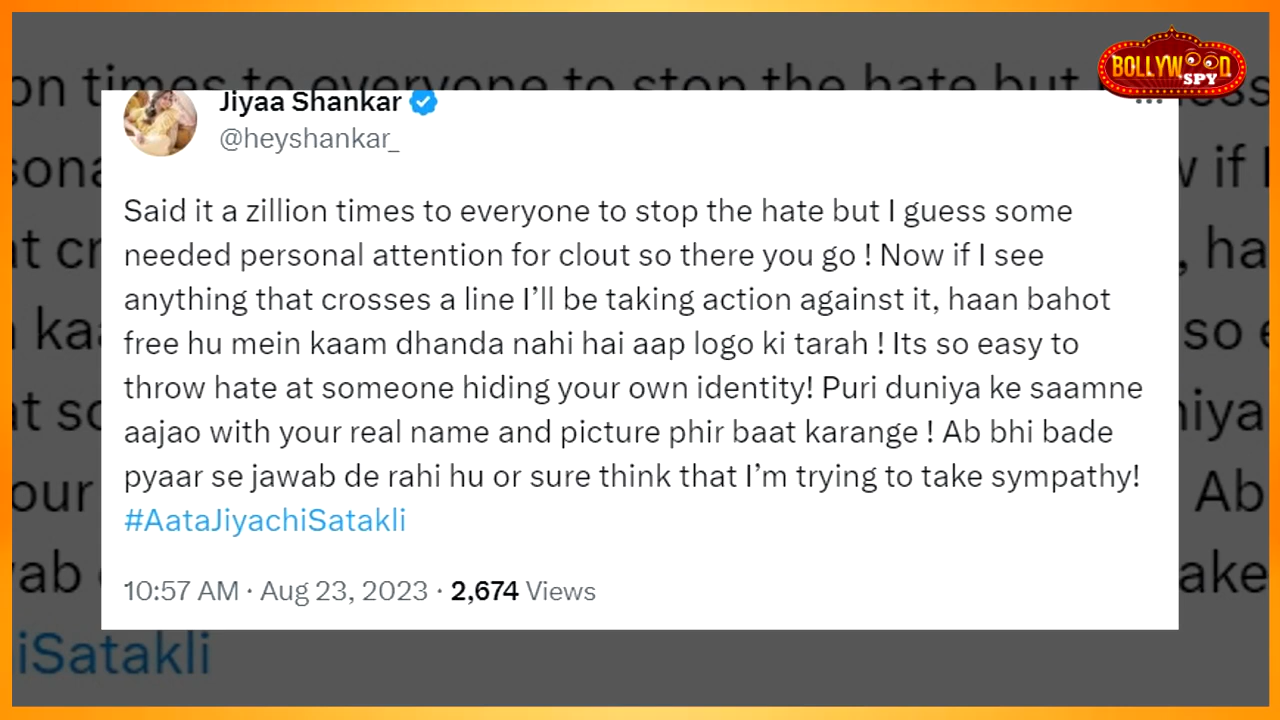 BOLLYWOOD
SPY
Jiyaa Shankar
@heyshankar_
Said it a zillion times to everyone to stop the hate but I guess some
needed personal attention for clout so there you go ! Now if I see
anything that crosses a line I’ll be taking action against it, haan bahot
free hu mein kaam dhanda nahi hai aap logo ki tarah ! Its so easy to
throw hate at someone hiding your own identity! Puri duniya ke saamne
aajao with your real name and picture phir baat karange ! Ab bhi bade
pyaar se jawab de rahi hu or sure think that I’m trying to take sympathy!
#AataJiyachiSatakli
10:57 AM · Aug 23, 2023 · 2,674 Views